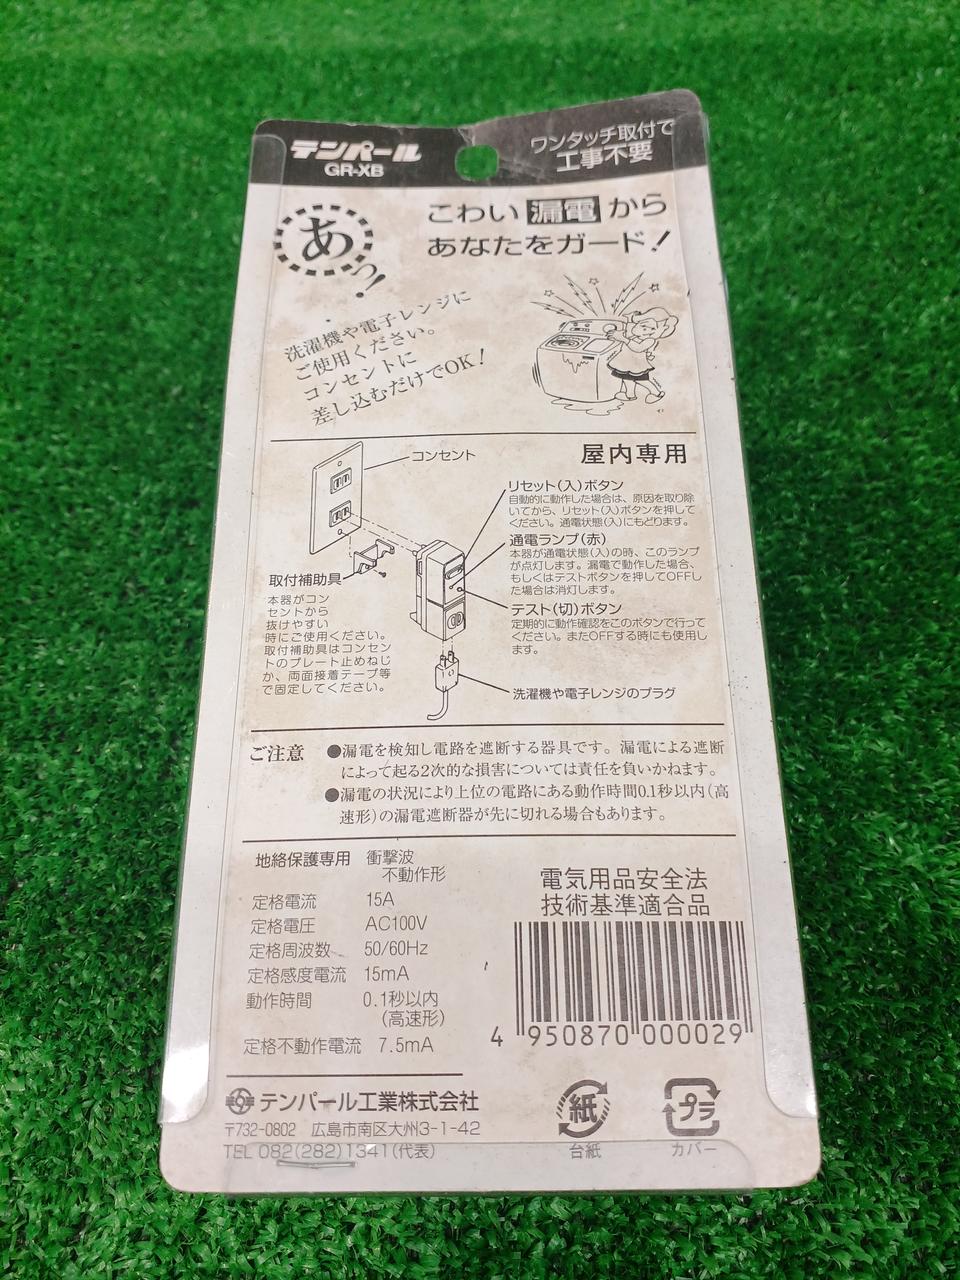 テンパール
GR-XB
ワンタッチ取付で
工事不要
あっ!
こわい漏電から
あなたをガード!
洗濯機や電子レンジに
ご使用ください。
コンセントに
差し込むだけでOK!
屋内専用
コンセント
リセット(入)ボタン
自動的に動作した場合は、原因を取り除
いてから、リセット(入)ボタンを押して
ください。通電状態(入)にもどります。
通電ランプ(赤)
本器が通電状態(入)の時、このランプ
が点灯します。漏電で動作した場合、
もしくはテストボタンを押してOFFし
た場合は消灯します。
テスト(切)ボタン
定期的に動作確認をこのボタンで行って
ください。またOFFする時にも使用し
ます。
取付補助具
本器がコン
セントから
抜けやすい
時にご使用ください。
取付補助具はコンセン
トのプレート止めねじ
か、両面接着テープ等
で固定してください。
洗濯機や電子レンジのプラグ
ご注意
●漏電を検知し電路を遮断する器具です。漏電による遮断
によって起る2次的な損害については責任を負いかねます。
●漏電の状況により上位の電路にある動作時間0.1秒以内(高
速形)の漏電遮断器が先に切れる場合もあります。
地絡保護専用 衝撃波
不動作形
定格電流 15A
定格電圧 AC100V
定格周波数 50/60Hz
定格感度電流 15mA
動作時間 0.1秒以内
(高速形)
定格不動作電流 7.5mA
電気用品安全法
技術基準適合品
4 950870 000029
テンパール工業株式会社
〒732-0802 広島市南区大州3-1-42
TEL 082(282)1341(代表)
紙
台紙
プラ
カバー